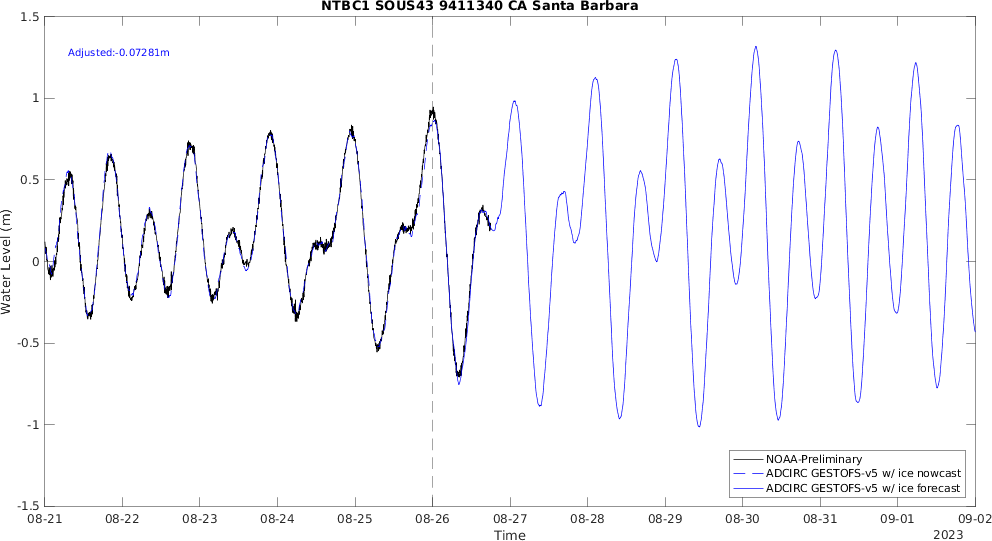 NTBC1 SOUS43 9411340 CA Santa Barbara
1.5
Adjusted:-0.07281m
1
0.5
0
-0.5
-1
-1.5
Water Level (m)
NOAA-Preliminary
ADCIRC GESTOFS-v5 w/ ice nowcast
ADCIRC GESTOFS-v5 w/ ice forecast
08-21 08-22 08-23 08-24 08-25 08-26 08-27 08-28 08-29 08-30 08-31 09-01 09-02
Time
2023